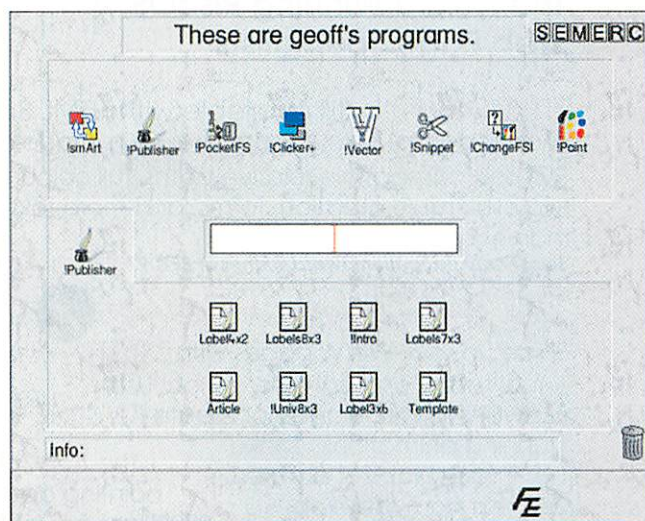 These are geoff's programs.
SEMERC
!smArt !Publisher !PocketFS !Clicker+ !Vector !Snippet !ChangeFSI !Paint
!Publisher
Label4x2 Labels8x3 !Intro Labels7x3
Article !Univ8x3 Label3x6 Template
Info:
FE